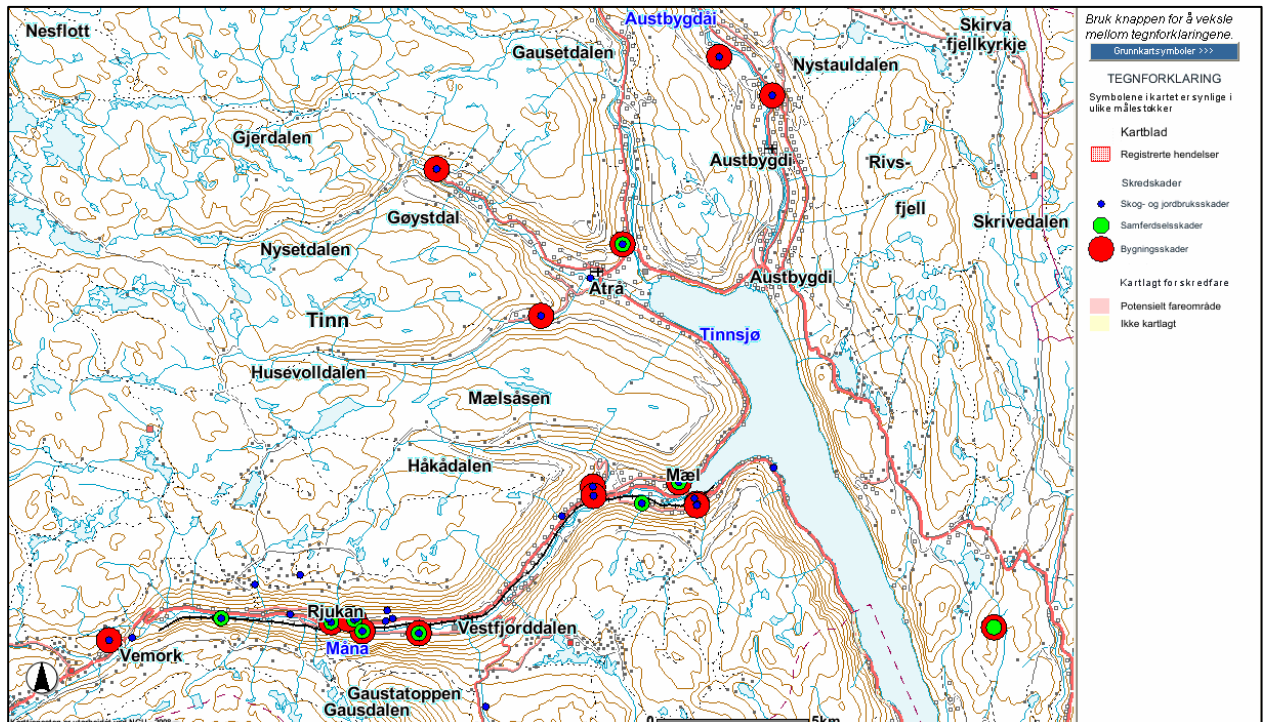 Nesflott
Austbygdåi
Skirva
fjellkyrkje
Gausetdalen
Nystauldalen
Gjerdalen
Austbygdi
Rivs-
fjell
Gøystdal
Skrivedalen
Nysetdalen
Austbygdi
Atrå
Tinn
Tinnsjø
Husevolldalen
Mælsåsen
Håkådalen
Mæl
Rjukan
Vestfjorddalen
Måna
Vemork
Gaustatoppen
Gausdalen
0
5km
Bruk knappen for å veksle
mellom tegnforklaringene.
Grunnkartsymboler >>>
TEGNFORKLARING
Symbolene i kartet er synlige i
ulike målestokker
Kartblad
Registrerte hendelser
Skredskader
Skog- og jordbruksskader
Samferdselsskader
Bygningsskader
Kartlagt for skredfare
Potensielt fareområde
Ikke kartlagt